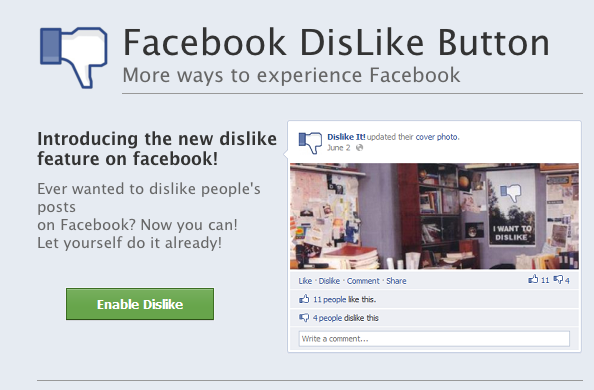 Facebook DisLike Button
More ways to experience Facebook
Introducing the new dislike
feature on facebook!
Ever wanted to dislike people's
posts
on Facebook? Now you can!
Let yourself do it already!
Enable Dislike
Dislike It! updated their cover photo.
June 2
I WANT TO
DISLIKE
Like · Dislike · Comment · Share
11 4
11 people like this.
4 people dislike this
Write a comment...